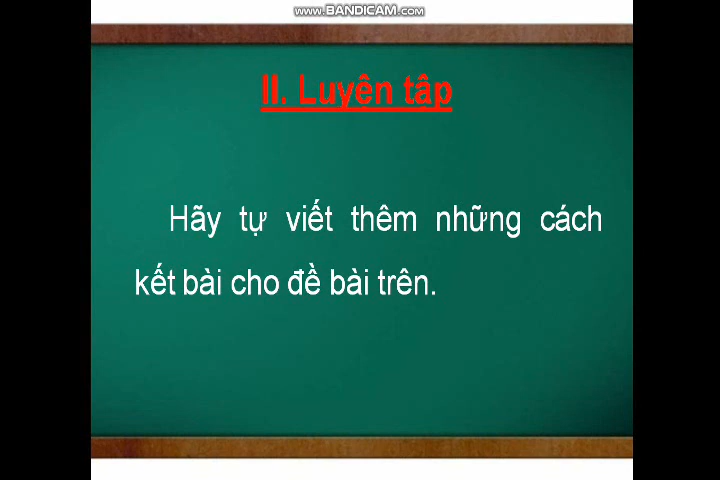 www.BANDICAM.com
II. Luyện tập
Hãy tự viết thêm những cách
kết bài cho đề bài trên.